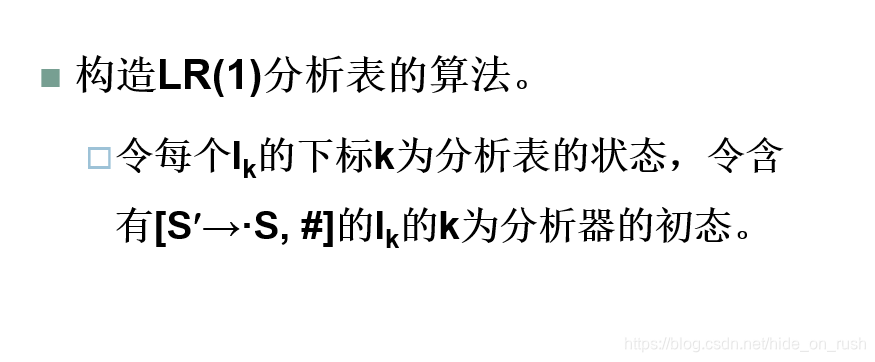 构造LR(1)分析表的算法。
令每个Ik的下标k为分析表的状态，令含
有[S′→·S, #]的Ik的k为分析器的初态。
https://blog.csdn.net/hide_on_rush